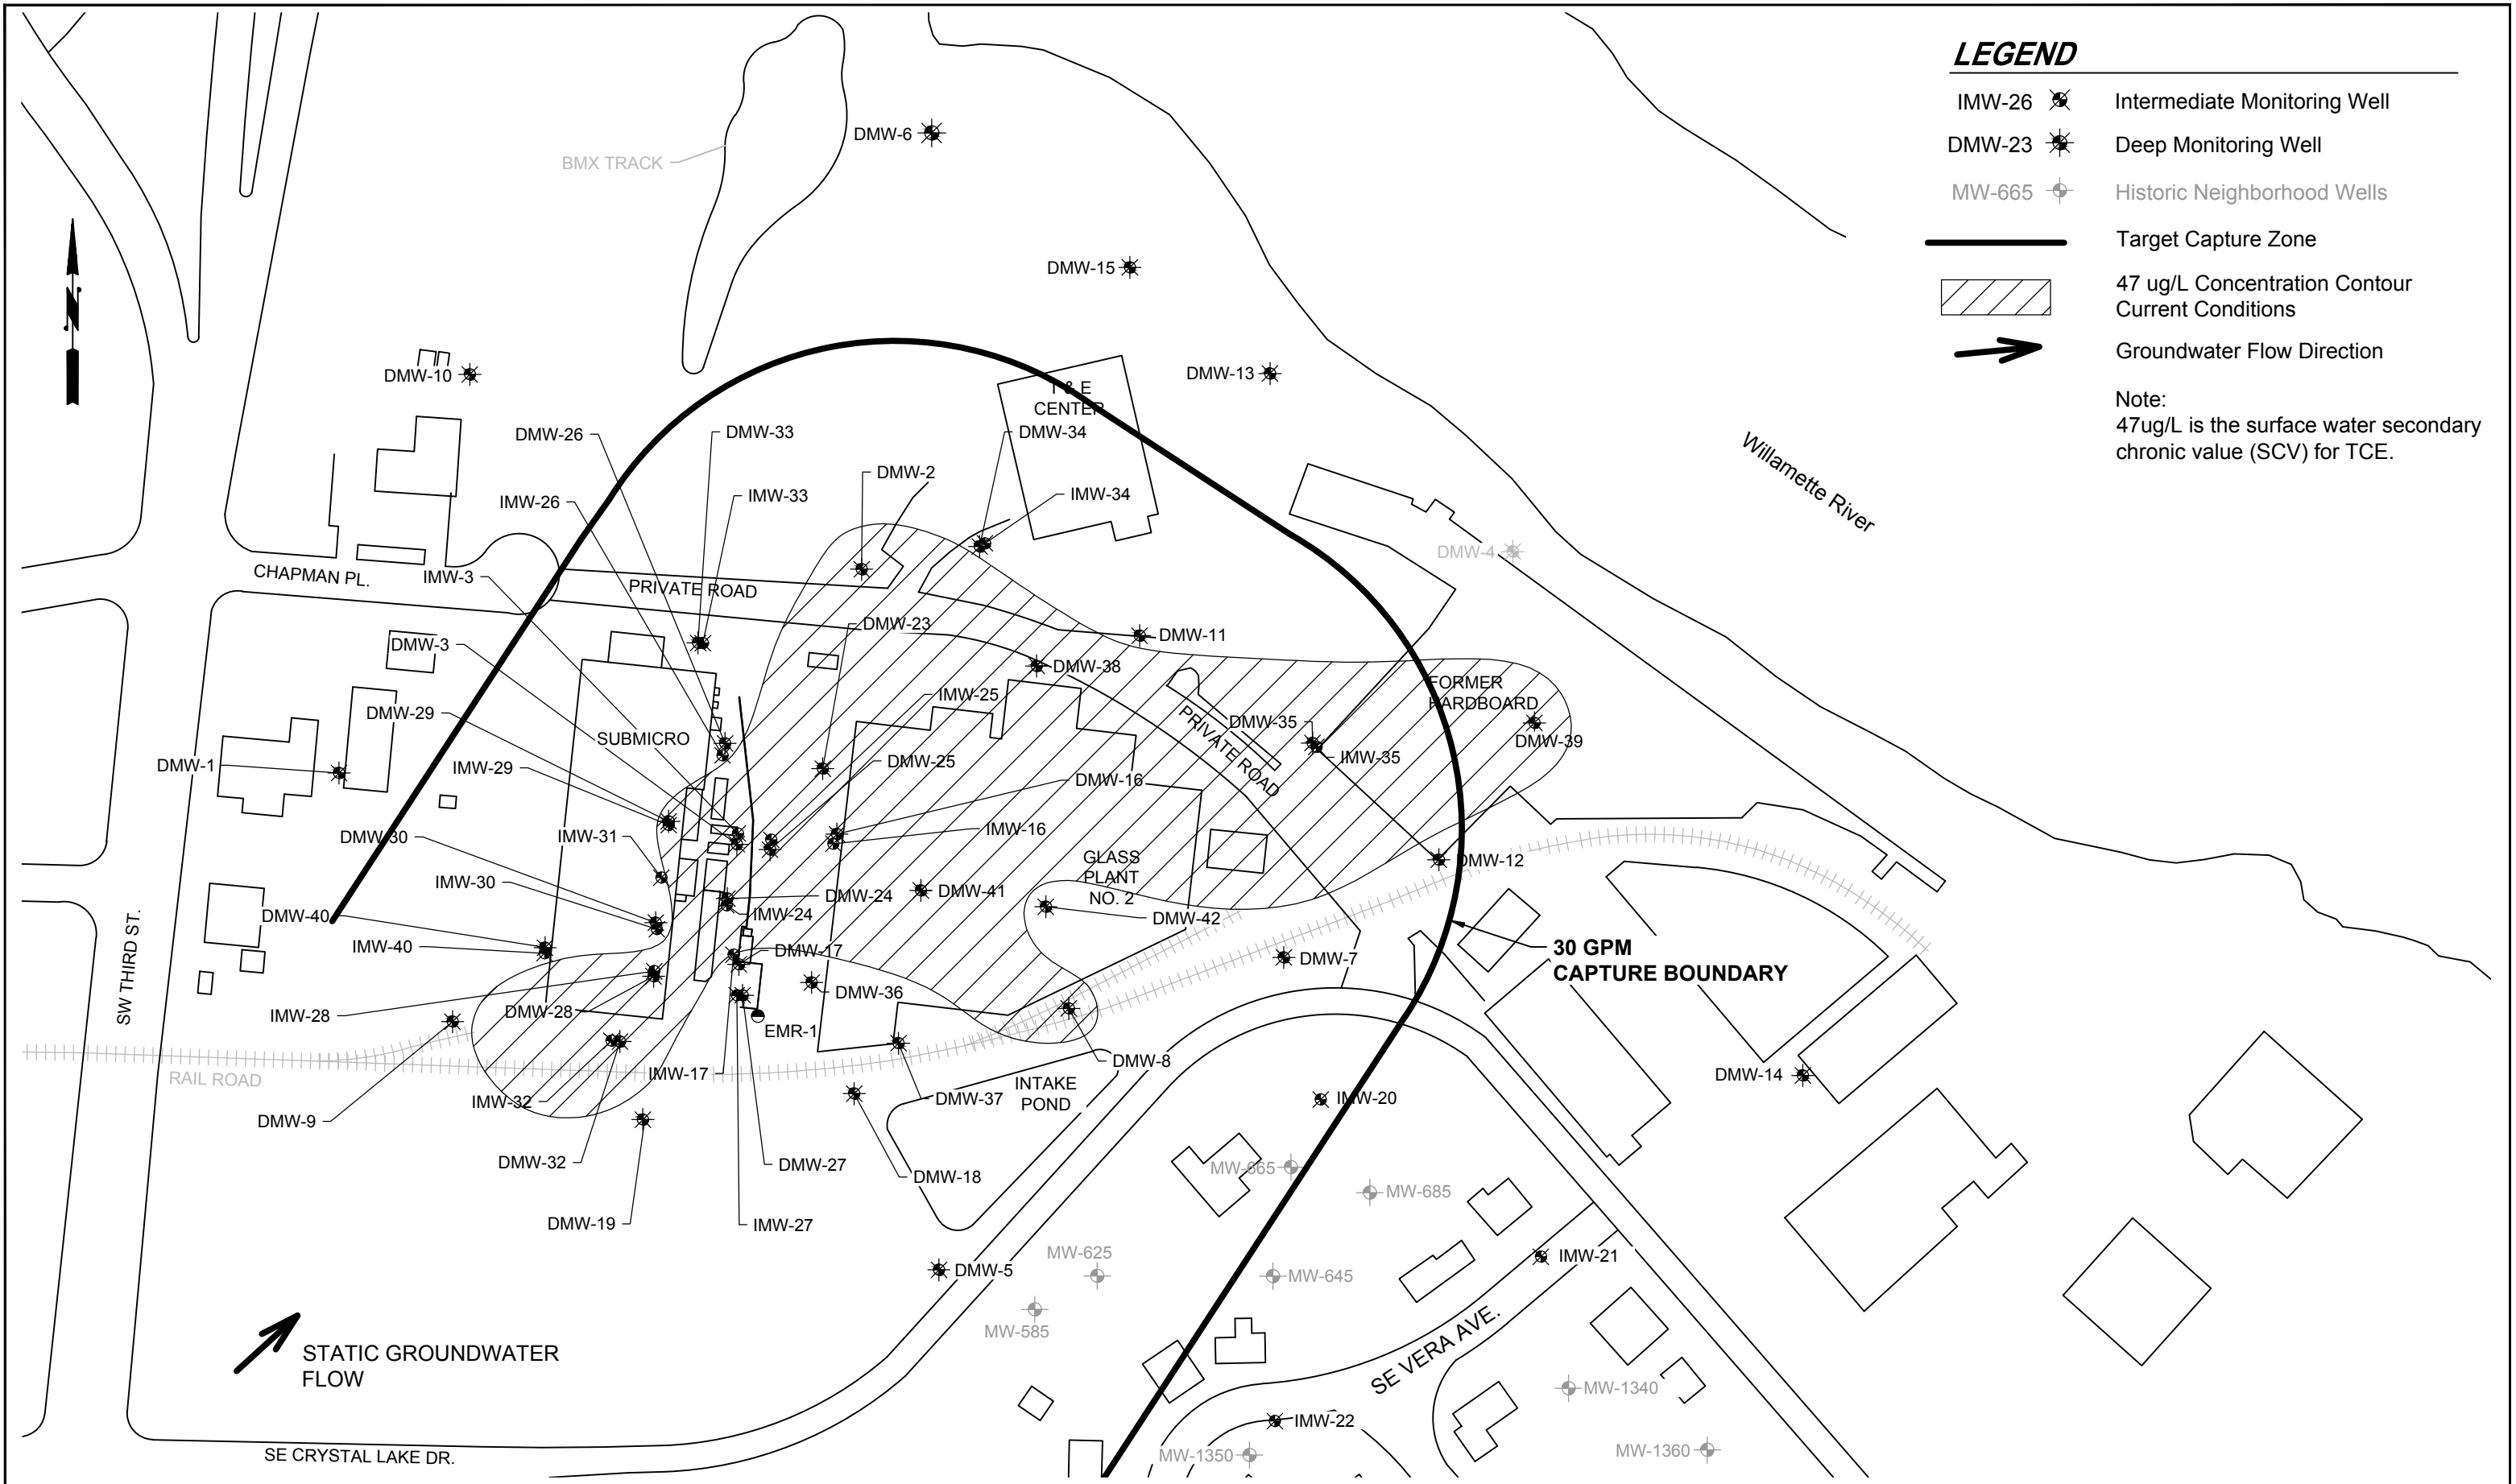 LEGEND
IMW-26 Intermediate Monitoring Well
DMW-23 Deep Monitoring Well
MW-665 Historic Neighborhood Wells
Target Capture Zone
47 ug/L Concentration Contour
Current Conditions
Groundwater Flow Direction
Note:
47ug/L is the surface water secondary
chronic value (SCV) for TCE.
N
DMW-6
BMX TRACK
DMW-15
DMW-10
DMW-13
T & E
CENTER
DMW-26
DMW-33
DMW-34
DMW-2
IMW-26
IMW-33
IMW-34
Willamette River
DMW-4
CHAPMAN PL.
IMW-3
PRIVATE ROAD
DMW-23
DMW-11
DMW-3
DMW-38
IMW-25
FORMER
HARDBOARD
DMW-29
DMW-35
PRIVATE ROAD
SUBMICRO
DMW-39
DMW-1
IMW-29
DMW-25
IMW-35
DMW-16
DMW-30
IMW-31
IMW-16
GLASS
PLANT
NO. 2
DMW-12
IMW-30
DMW-24
DMW-41
DMW-40
IMW-24
DMW-42
IMW-40
DMW-17
30 GPM
CAPTURE BOUNDARY
DMW-7
SW THIRD ST.
DMW-36
IMW-28
DMW-28
EMR-1
RAIL ROAD
IMW-17
DMW-8
DMW-14
INTAKE
POND
IMW-32
DMW-37
IMW-20
DMW-9
DMW-32
DMW-27
DMW-18
MW-665
MW-685
DMW-19
IMW-27
MW-625
IMW-21
DMW-5
MW-645
MW-585
STATIC GROUNDWATER
FLOW
SE VERA AVE.
MW-1340
IMW-22
SE CRYSTAL LAKE DR.
MW-1350
MW-1360